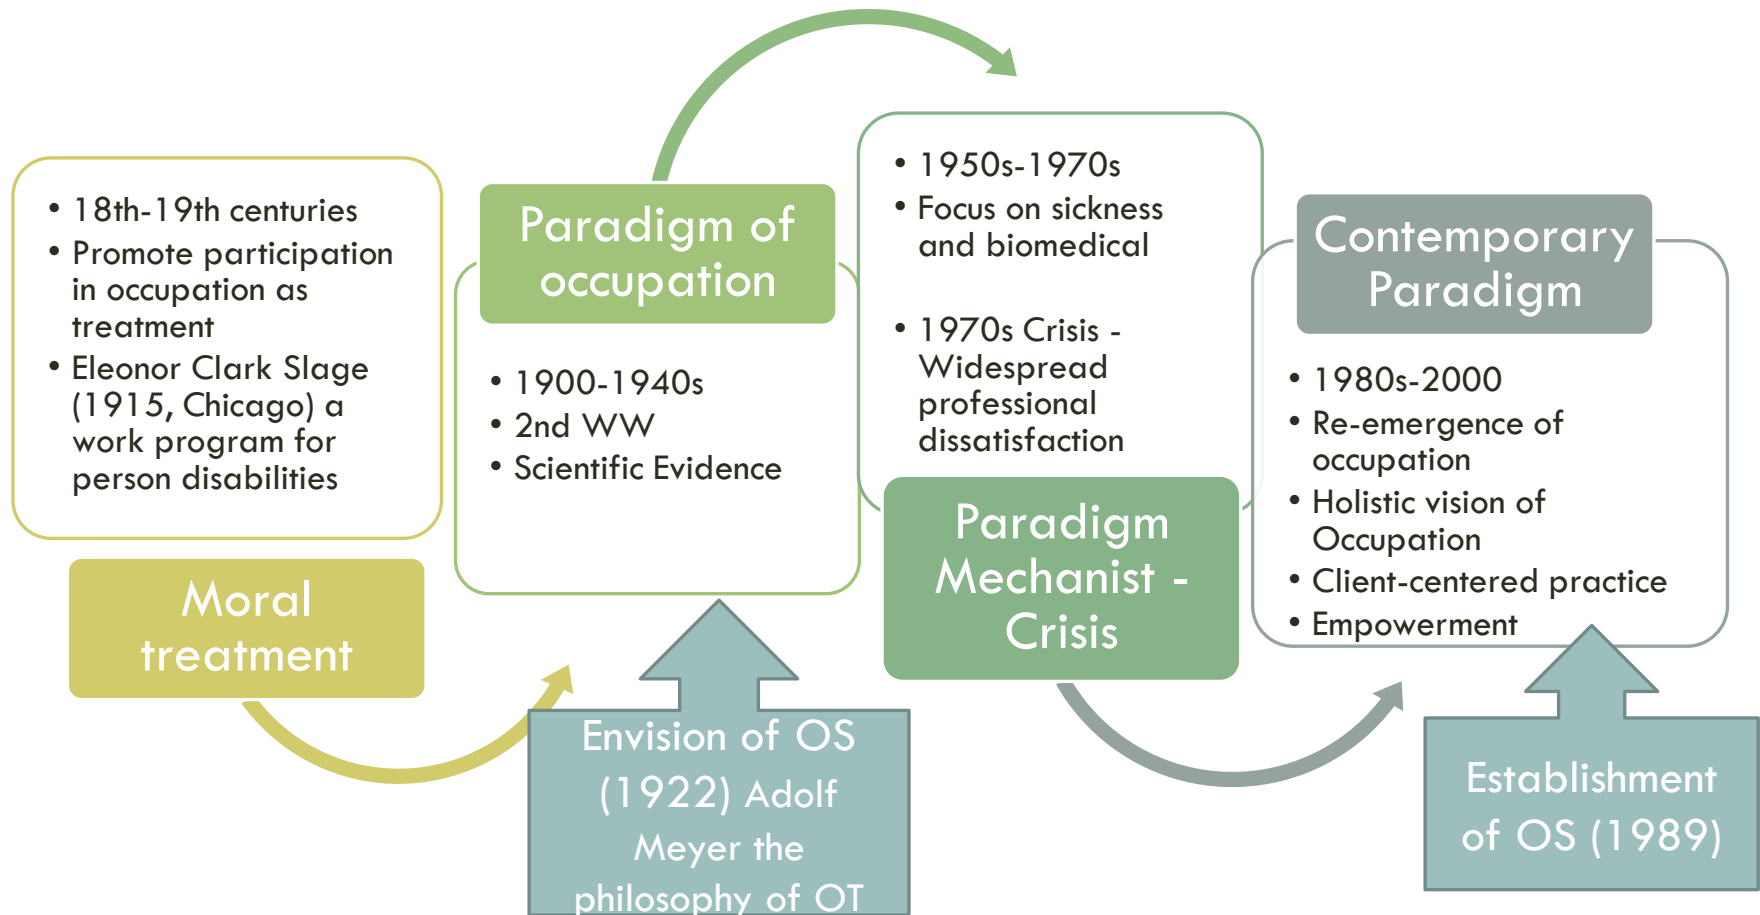 • 18th-19th centuries
• Promote participation
in occupation as
treatment
• Eleonor Clark Slage
(1915, Chicago) a
work program for
person disabilities
Moral
treatment
Paradigm of
occupation
• 1900-1940s
• 2nd WW
• Scientific Evidence
Envision of OS
(1922) Adolf
Meyer the
philosophy of OT
• 1950s-1970s
• Focus on sickness
and biomedical
• 1970s Crisis -
Widespread
professional
dissatisfaction
Paradigm
Mechanist -
Crisis
Contemporary
Paradigm
• 1980s-2000
• Re-emergence of
occupation
• Holistic vision of
Occupation
• Client-centered practice
• Empowerment
Establishment
of OS (1989)